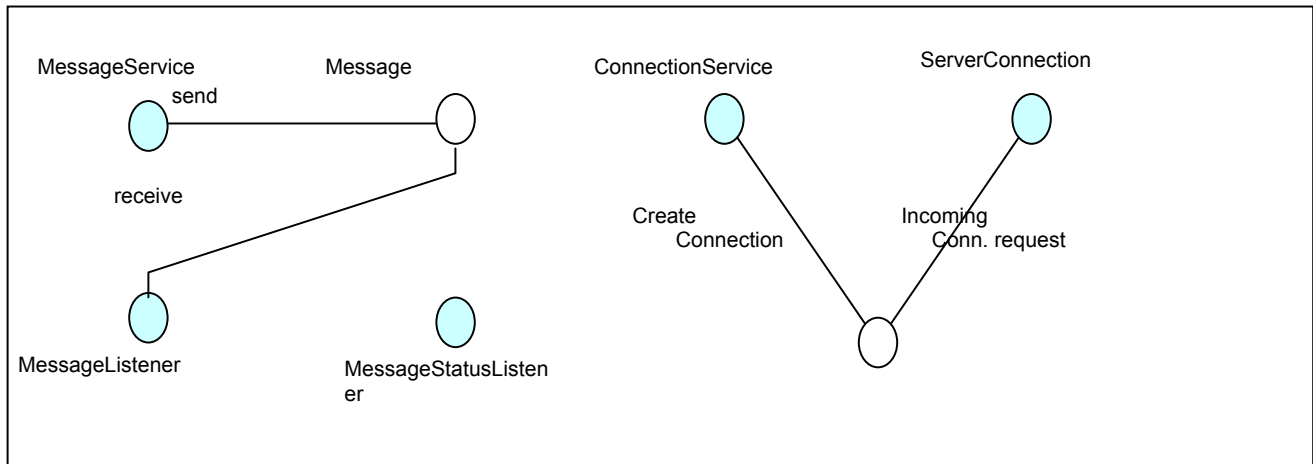 MessageService
Message
send
receive
MessageListener
MessageStatusListen
er
ConnectionService
ServerConnection
Create
Connection
Incoming
Conn. request